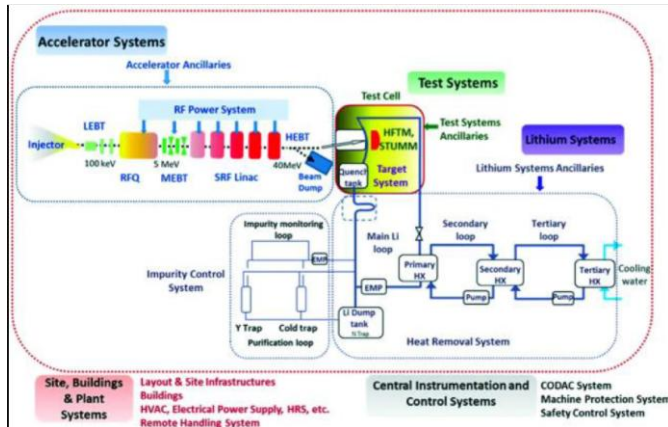 Accelerator Systems
Accelerator Ancillaries
RF Power System
LEBT
HEBT
Injector
100 keV
5 MeV
40MeV
RFQ
MEBT
SRF Linac
Beam
Dump
Test Systems
Test Cell
HFTM,
STUMM
Test Systems
Ancillaries
Target
System
Quench
tank
Lithium Systems
Lithium Systems Ancillaries
Impurity monitoring
loop
Impurity Control
System
EMP
Y Trap
Cold trap
Purification loop
Main Li
loop
EMP
Li Dump
tank
N Trap
Primary
HX
Secondary
loop
Secondary
HX
Pump
Tertiary
loop
Tertiary
HX
Pump
Cooling
water
Heat Removal System
Site, Buildings
& Plant
Systems
Layout & Site Infrastructures
Buildings
HVAC, Electrical Power Supply, HRS, etc.
Remote Handling System
Central Instrumentation and
Control Systems
CODAC System
Machine Protection System
Safety Control System